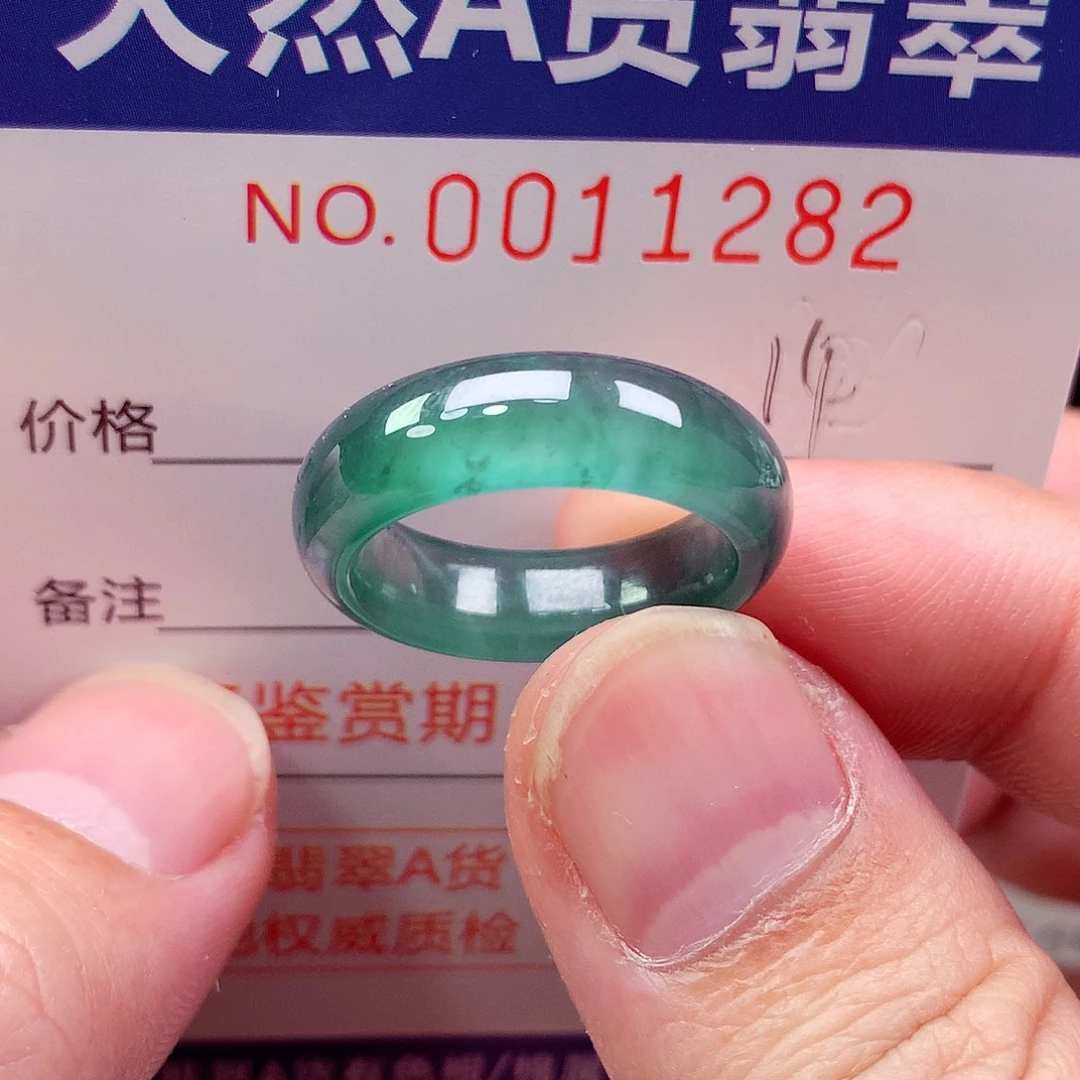 天然A货翡翠
NO. 0011282
价格
备注
鉴赏期
翡翠A货
权威质检